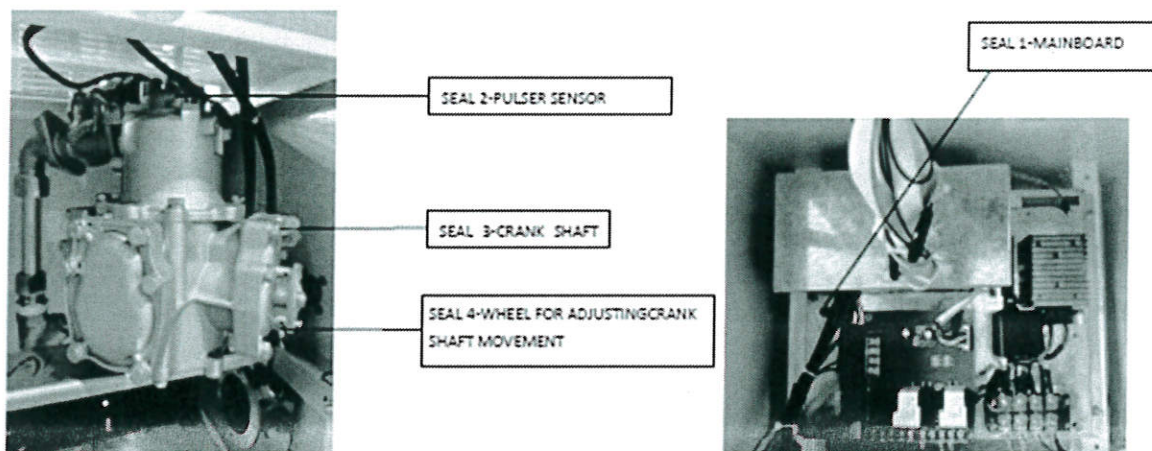 SEAL 1-MAINBOARD
SEAL 2-PULSER SENSOR
SEAL 3-CRANK SHAFT
SEAL 4-WHEEL FOR ADJUSTINGCRANK
SHAFT MOVEMENT